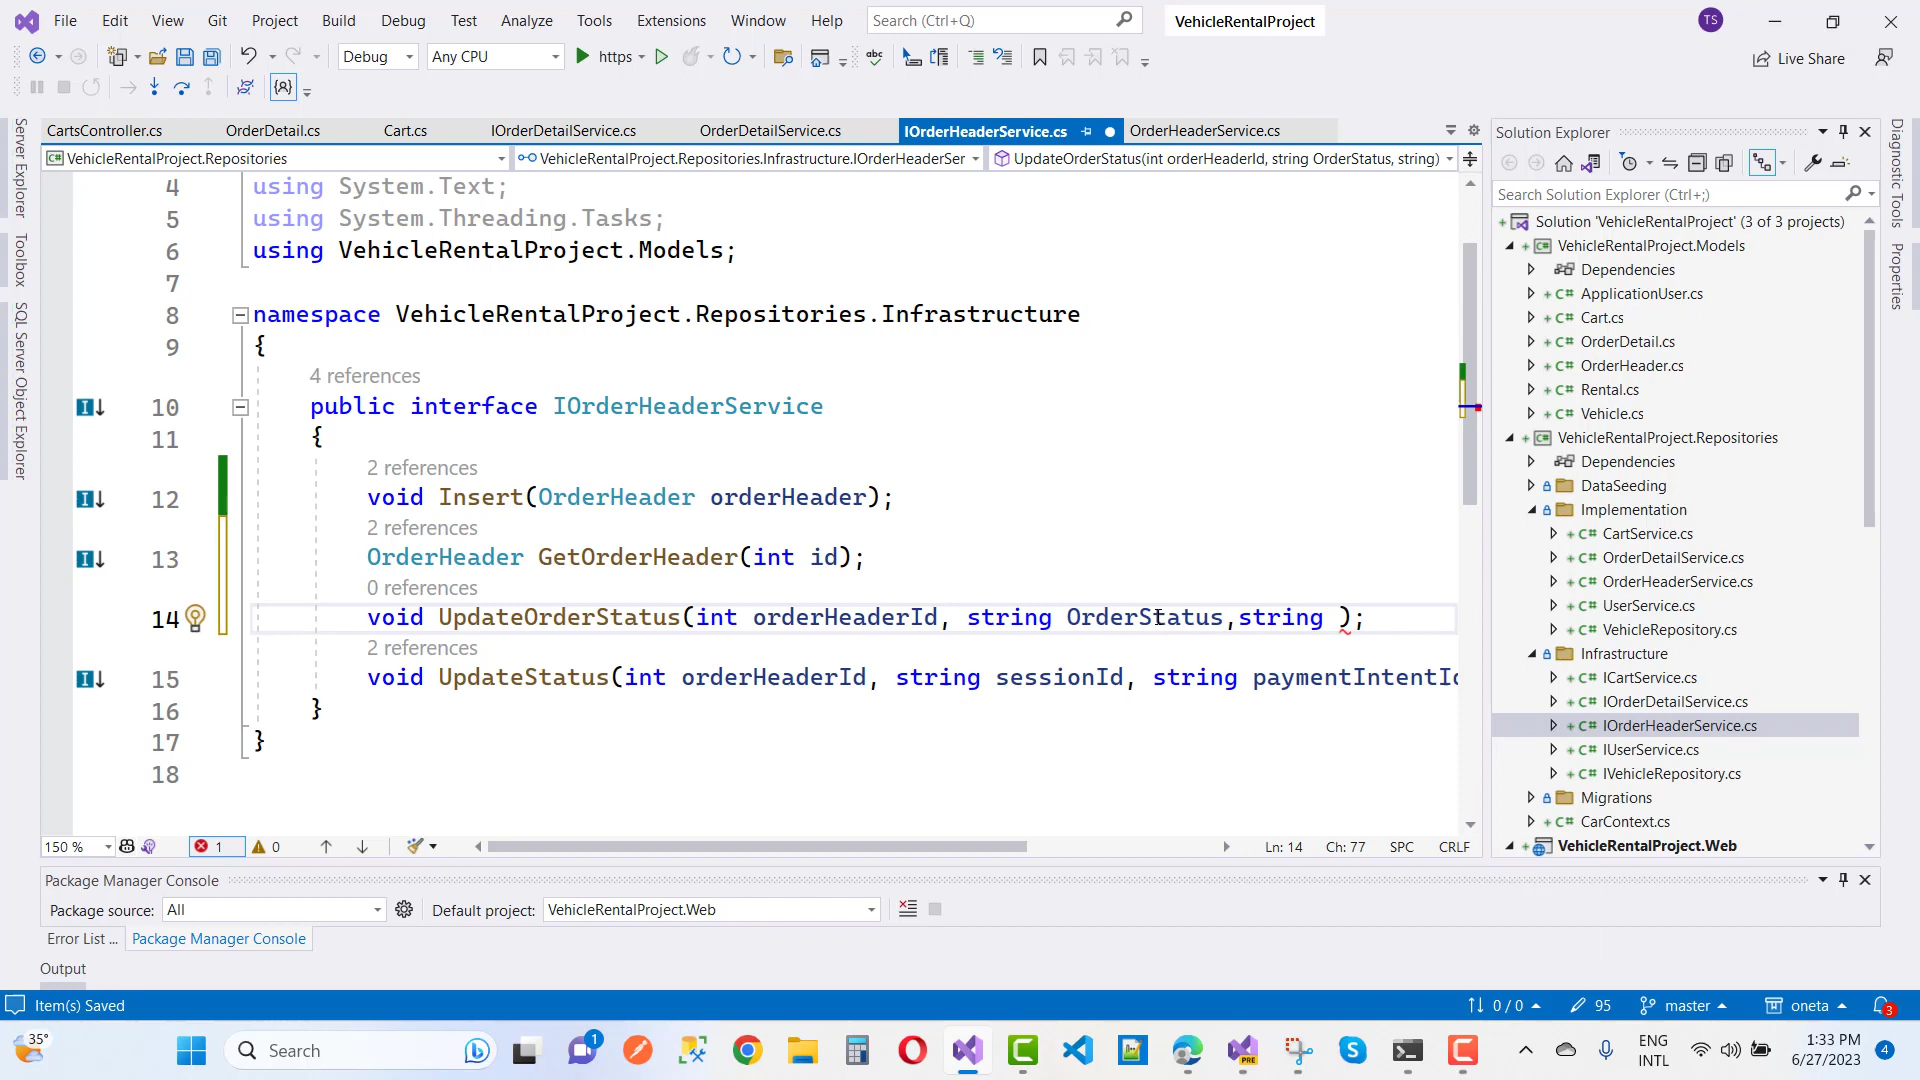 File Edit View Git Project Build Debug Test Analyze Tools Extensions Window Help Search (Ctrl+Q) VehicleRentalProject TS
Debug Any CPU https Live Share
CartsController.cs OrderDetail.cs Cart.cs IOrderDetailService.cs OrderDetailService.cs IOrderHeaderService.cs OrderHeaderService.cs
VehicleRentalProject.Repositories VehicleRentalProject.Repositories.Infrastructure.IOrderHeaderSer UpdateOrderStatus(int orderHeaderId, string OrderStatus, string)
4 using System.Text;
5 using System.Threading.Tasks;
6 using VehicleRentalProject.Models;
7
8 namespace VehicleRentalProject.Repositories.Infrastructure
9 {
4 references
10 public interface IOrderHeaderService
11 {
2 references
12 void Insert(OrderHeader orderHeader);
2 references
13 OrderHeader GetOrderHeader(int id);
0 references
14 void UpdateOrderStatus(int orderHeaderId, string OrderStatus,string );
2 references
15 void UpdateStatus(int orderHeaderId, string sessionId, string paymentIntentId
16 }
17 }
18
150 % 1 0 Ln: 14 Ch: 77 SPC CRLF
Server Explorer
Toolbox
SQL Server Object Explorer
Solution Explorer
Search Solution Explorer (Ctrl+;)
Solution 'VehicleRentalProject' (3 of 3 projects)
VehicleRentalProject.Models
Dependencies
ApplicationUser.cs
Cart.cs
OrderDetail.cs
OrderHeader.cs
Rental.cs
Vehicle.cs
VehicleRentalProject.Repositories
Dependencies
DataSeeding
Implementation
CartService.cs
OrderDetailService.cs
OrderHeaderService.cs
UserService.cs
VehicleRepository.cs
Infrastructure
ICartService.cs
IOrderDetailService.cs
IOrderHeaderService.cs
IUserService.cs
IVehicleRepository.cs
Migrations
CarContext.cs
VehicleRentalProject.Web
Diagnostic Tools
Properties
Package Manager Console
Package source: All Default project: VehicleRentalProject.Web
Error List ... Package Manager Console
Output
Item(s) Saved 0 / 0 95 master oneta 3
35° Search 1 PRE ENG INTL 1:33 PM 6/27/2023 4